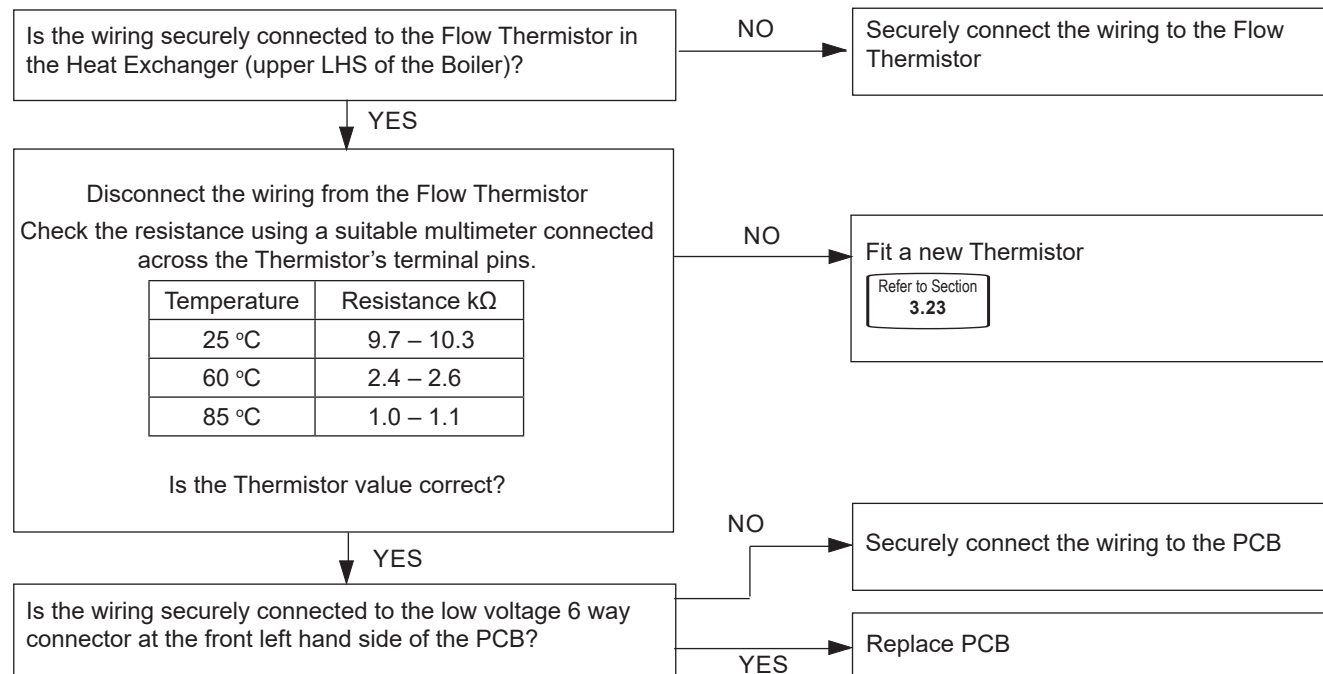 Is the wiring securely connected to the Flow Thermistor in
the Heat Exchanger (upper LHS of the Boiler)?
NO
Securely connect the wiring to the Flow
Thermistor
YES
Disconnect the wiring from the Flow Thermistor
Check the resistance using a suitable multimeter connected
across the Thermistor’s terminal pins.
Temperature Resistance kΩ
25 ºC 9.7 – 10.3
60 ºC 2.4 – 2.6
85 ºC 1.0 – 1.1
Is the Thermistor value correct?
NO
Fit a new Thermistor
Refer to Section
3.23
YES
Is the wiring securely connected to the low voltage 6 way
connector at the front left hand side of the PCB?
NO
Securely connect the wiring to the PCB
YES
Replace PCB